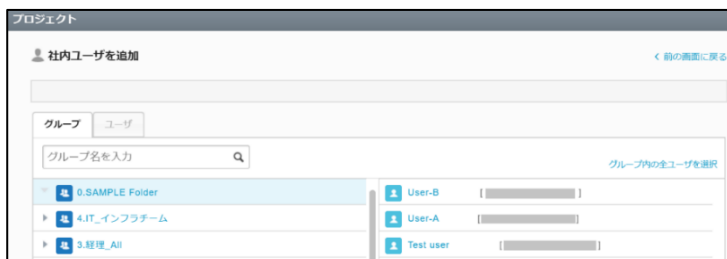 プロジェクト
社内ユーザを追加
< 前の画面に戻る
グループ ユーザ
グループ名を入力
グループ内の全ユーザを選択
0.SAMPLE Folder
User-B [ ]
4.IT_インフラチーム
User-A [ ]
3.経理_All
Test user [ ]